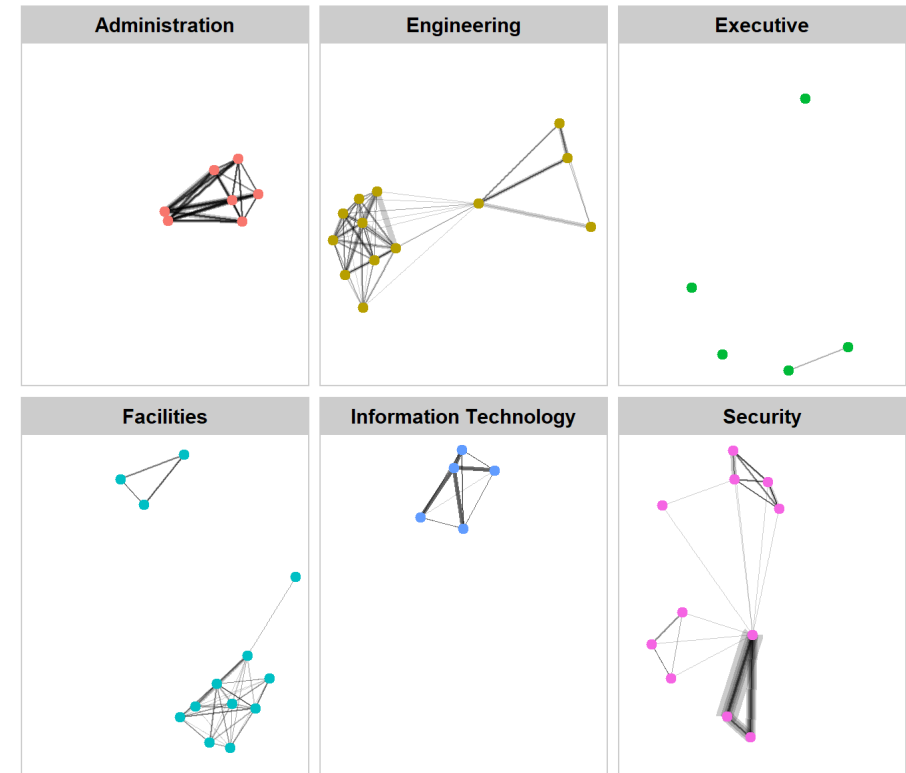 Administration
Engineering
Executive
Facilities
Information Technology
Security